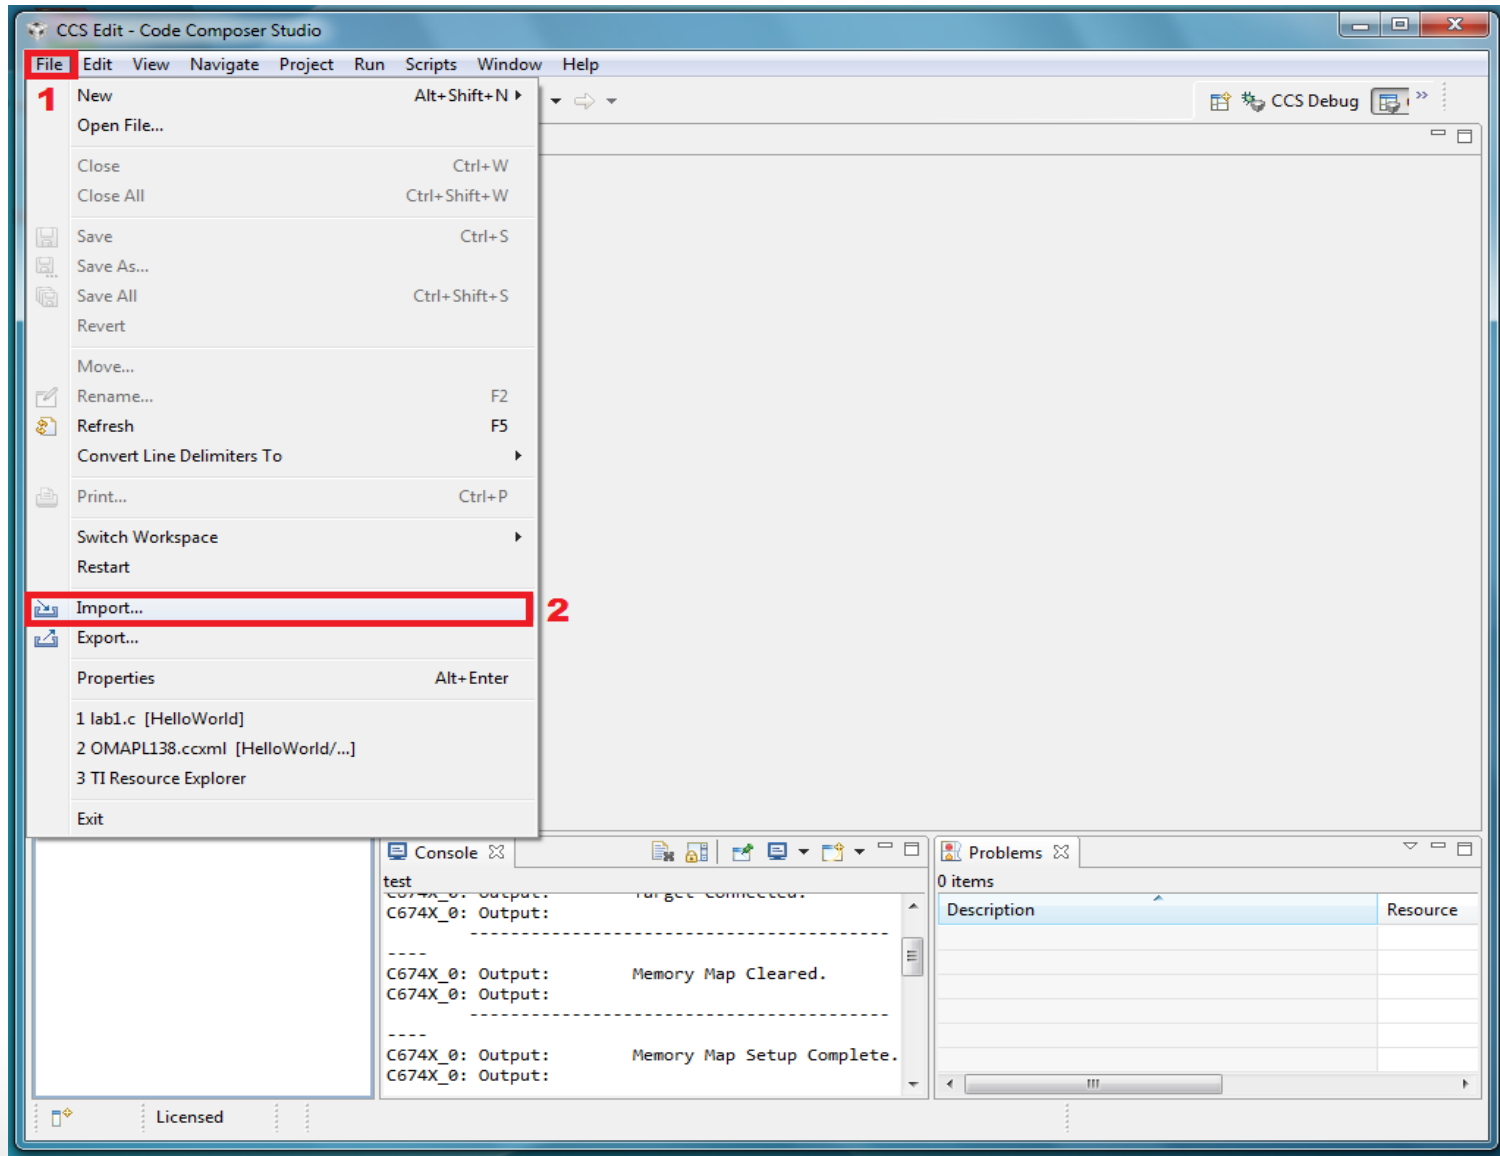 CCS Edit - Code Composer Studio
File Edit View Navigate Project Run Scripts Window Help
1
New Alt+Shift+N
CCS Debug
Open File...
Close Ctrl+W
Close All Ctrl+Shift+W
Save Ctrl+S
Save As...
Save All Ctrl+Shift+S
Revert
Move...
Rename... F2
Refresh F5
Convert Line Delimiters To
Print... Ctrl+P
Switch Workspace
Restart
Import... 2
Export...
Properties Alt+Enter
1 lab1.c [HelloWorld]
2 OMAPL138.ccxml [HelloWorld/...]
3 TI Resource Explorer
Exit
Console
test
C674X_0: Output: Target Connected.
C674X_0: Output:
-----------------------------------------
----
C674X_0: Output: Memory Map Cleared.
C674X_0: Output:
-----------------------------------------
----
C674X_0: Output: Memory Map Setup Complete.
C674X_0: Output:
Problems
0 items
Description Resource
Licensed